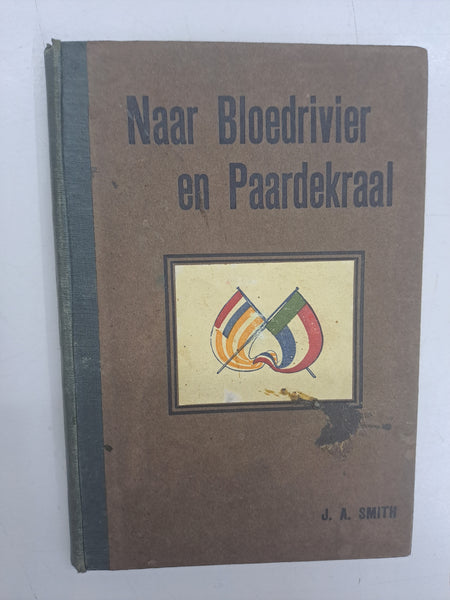 Naar Bloedrivier
en Paardekraal
J. A. SMITH